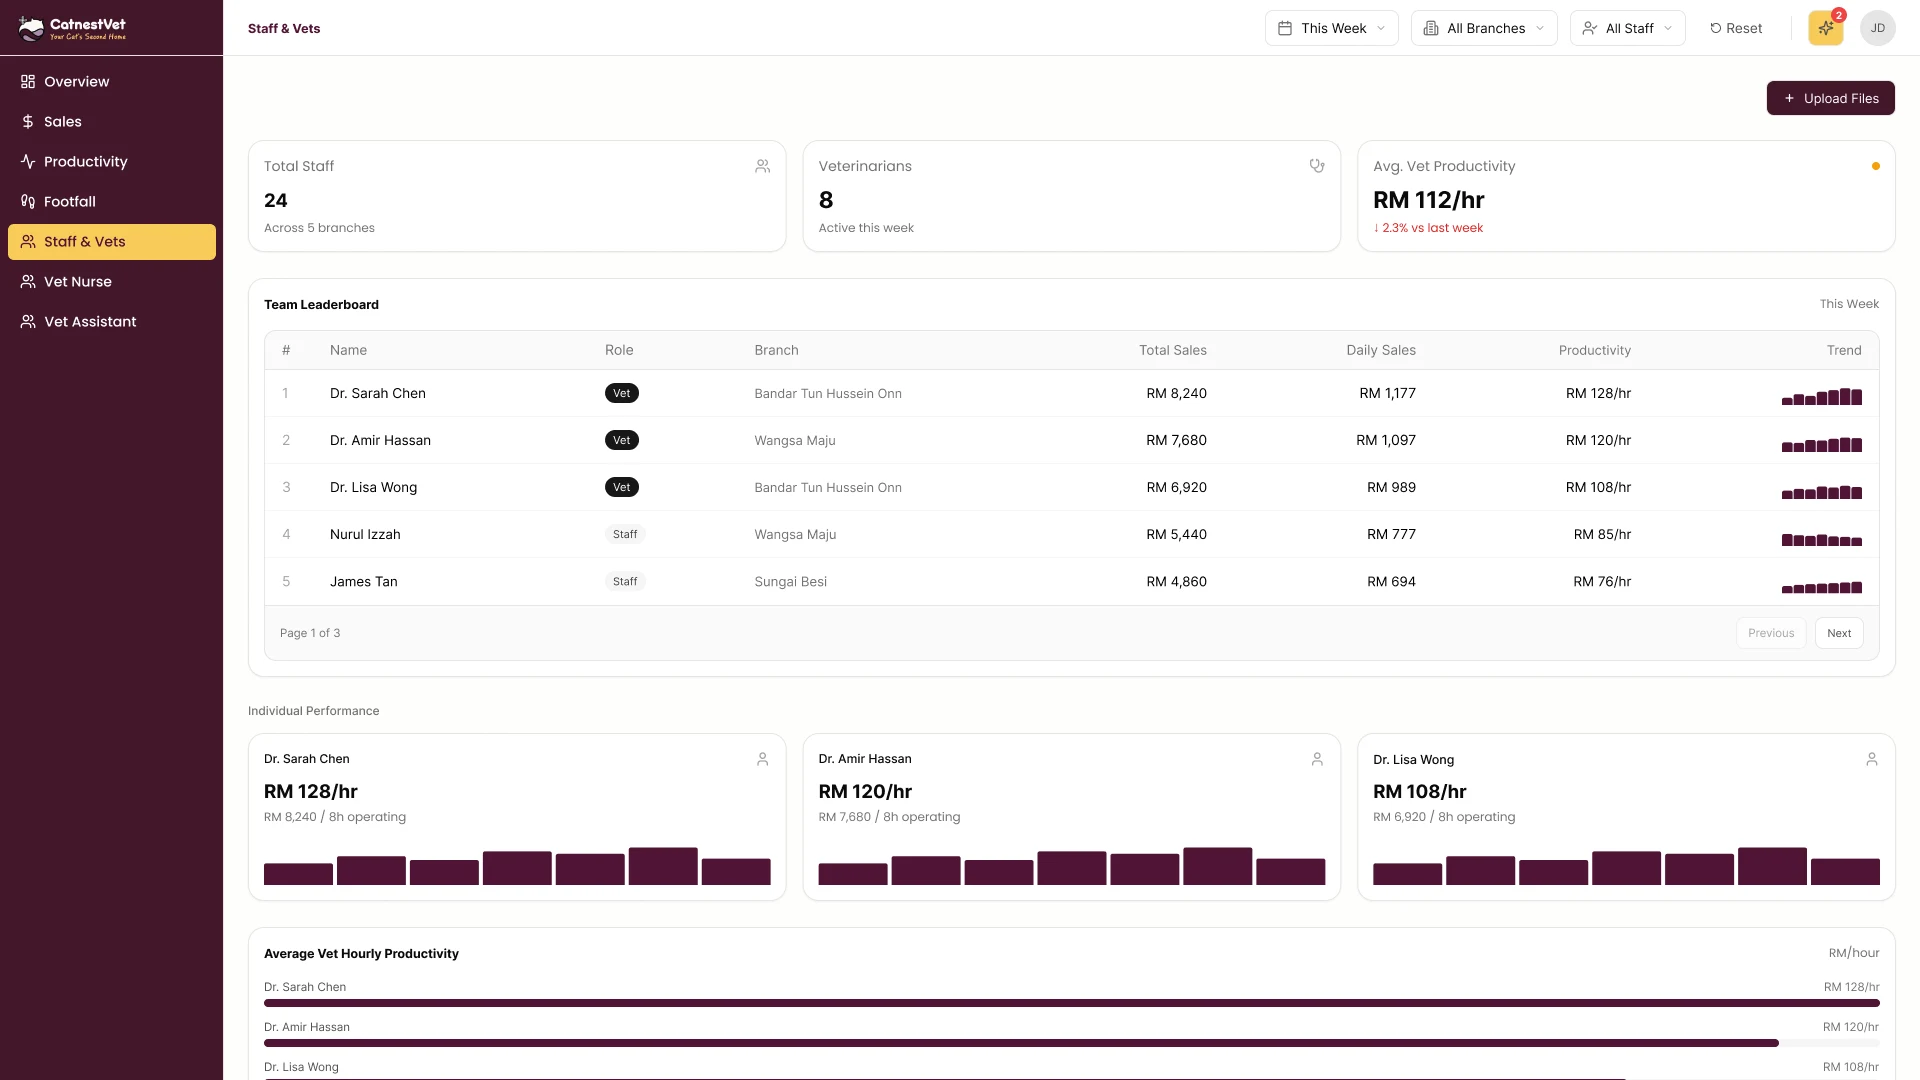 CatnestVet
Your Cat's Second Home
Staff & Vets
This Week
All Branches
All Staff
Reset
2
JD
Overview
Sales
Productivity
Footfall
Staff & Vets
Vet Nurse
Vet Assistant
+ Upload Files
Total Staff
24
Across 5 branches
Veterinarians
8
Active this week
Avg. Vet Productivity
RM 112/hr
↓ 2.3% vs last week
Team Leaderboard
This Week
# Name Role Branch Total Sales Daily Sales Productivity Trend
1 Dr. Sarah Chen Vet Bandar Tun Hussein Onn RM 8,240 RM 1,177 RM 128/hr
2 Dr. Amir Hassan Vet Wangsa Maju RM 7,680 RM 1,097 RM 120/hr
3 Dr. Lisa Wong Vet Bandar Tun Hussein Onn RM 6,920 RM 989 RM 108/hr
4 Nurul Izzah Staff Wangsa Maju RM 5,440 RM 777 RM 85/hr
5 James Tan Staff Sungai Besi RM 4,860 RM 694 RM 76/hr
Page 1 of 3
Previous
Next
Individual Performance
Dr. Sarah Chen
RM 128/hr
RM 8,240 / 8h operating
Dr. Amir Hassan
RM 120/hr
RM 7,680 / 8h operating
Dr. Lisa Wong
RM 108/hr
RM 6,920 / 8h operating
Average Vet Hourly Productivity
RM/hour
Dr. Sarah Chen RM 128/hr
Dr. Amir Hassan RM 120/hr
Dr. Lisa Wong RM 108/hr